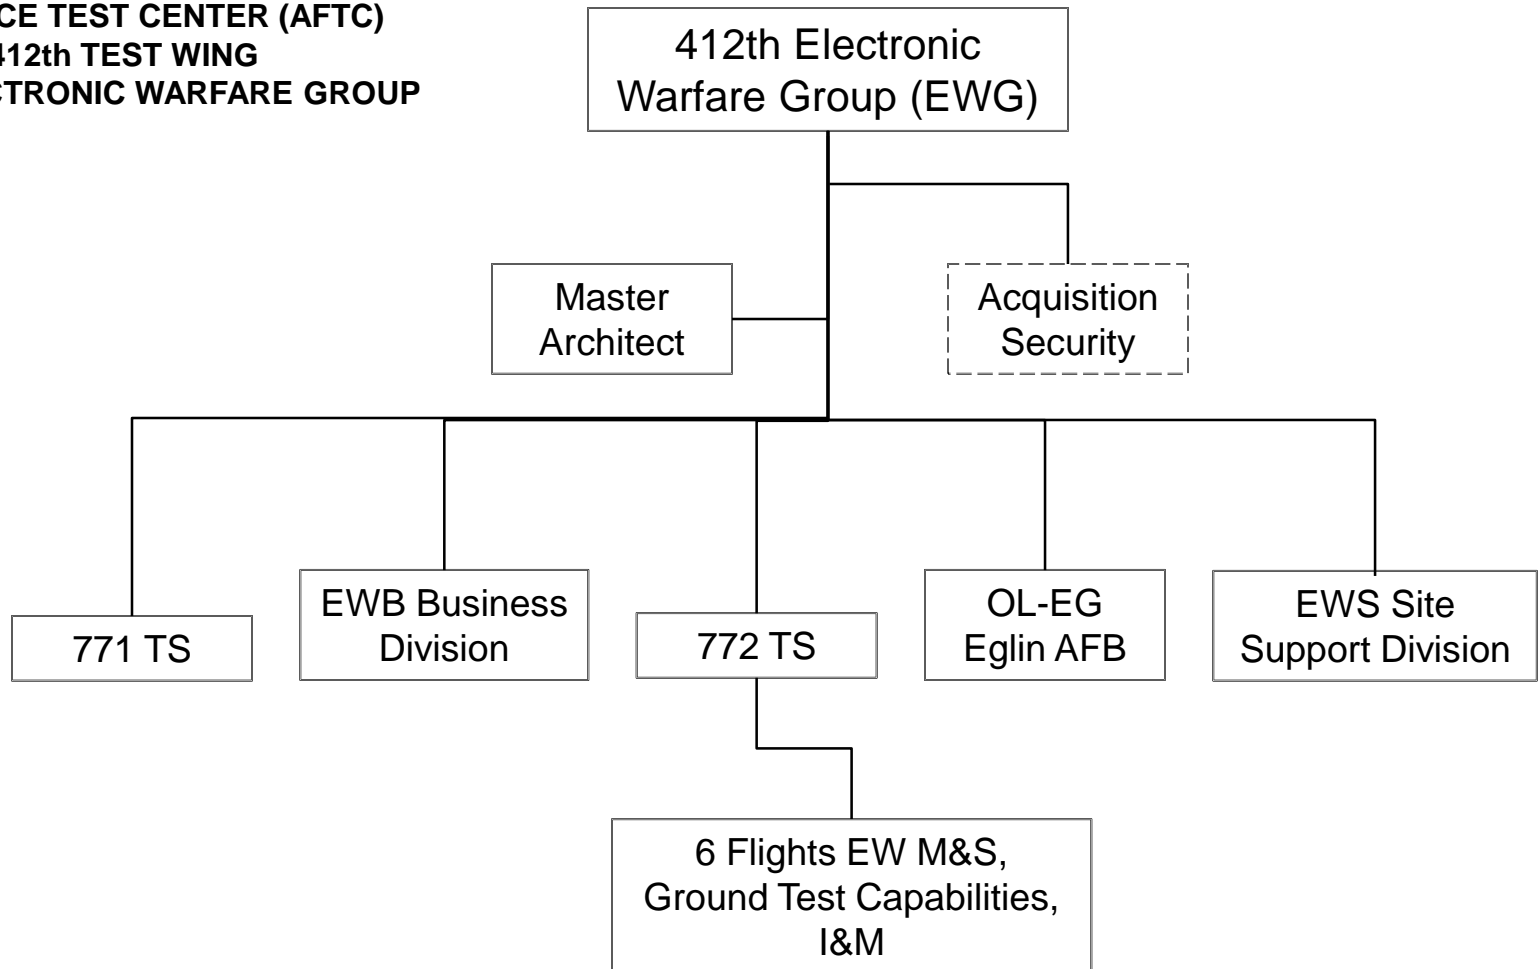 TEST CENTER (AFTC)
412th TEST WING
WARFARE GROUP
412th Electronic
Warfare Group (EWG)
Master
Architect
Acquisition
Security
771 TS
EWB Business
Division
772 TS
OL-EG
Eglin AFB
EWS Site
Support Division
6 Flights EW M&S,
Ground Test Capabilities,
I&M